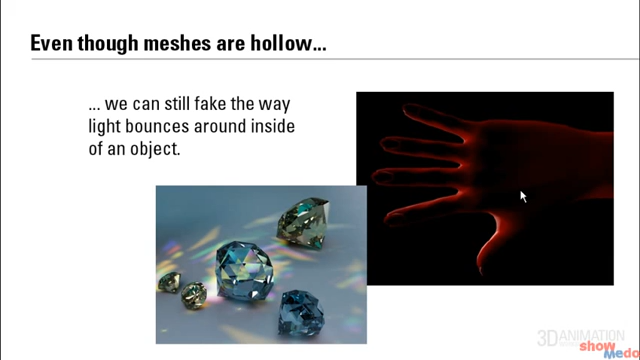 Even though meshes are hollow...
... we can still fake the way
light bounces around inside
of an object.
3D ANIMATION
show
Medo